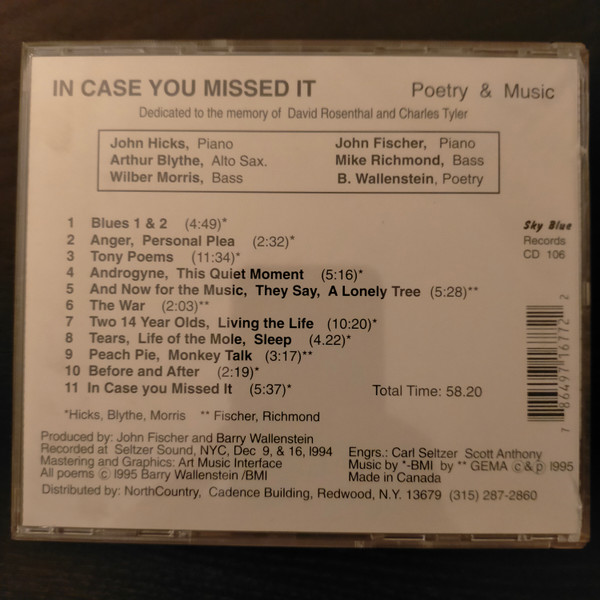 IN CASE YOU MISSED IT Poetry & Music
Dedicated to the memory of David Rosenthal and Charles Tyler
John Hicks, Piano John Fischer, Piano
Arthur Blythe, Alto Sax. Mike Richmond, Bass
Wilber Morris, Bass B. Wallenstein, Poetry
1 Blues 1 & 2 (4:49)*
2 Anger, Personal Plea (2:32)*
3 Tony Poems (11:34)*
4 Androgyne, This Quiet Moment (5:16)*
5 And Now for the Music, They Say, A Lonely Tree (5:28)**
6 The War (2:03)**
7 Two 14 Year Olds, Living the Life (10:20)*
8 Tears, Life of the Mole, Sleep (4.22)*
9 Peach Pie, Monkey Talk (3:17)**
10 Before and After (2:19)*
11 In Case you Missed It (5:37)* Total Time: 58.20
Sky Blue
Records
CD 106
7 86497 16772 2
*Hicks, Blythe, Morris ** Fischer, Richmond
Produced by: John Fischer and Barry Wallenstein
Recorded at Seltzer Sound, NYC, Dec 9, & 16, I994 Engrs.: Carl Seltzer Scott Anthony
Mastering and Graphics: Art Music Interface Music by *-BMI by ** GEMA ©&℗ I995
All poems © I995 Barry Wallenstein /BMI Made in Canada
Distributed by: NorthCountry, Cadence Building, Redwood, N.Y. 13679 (315) 287-2860